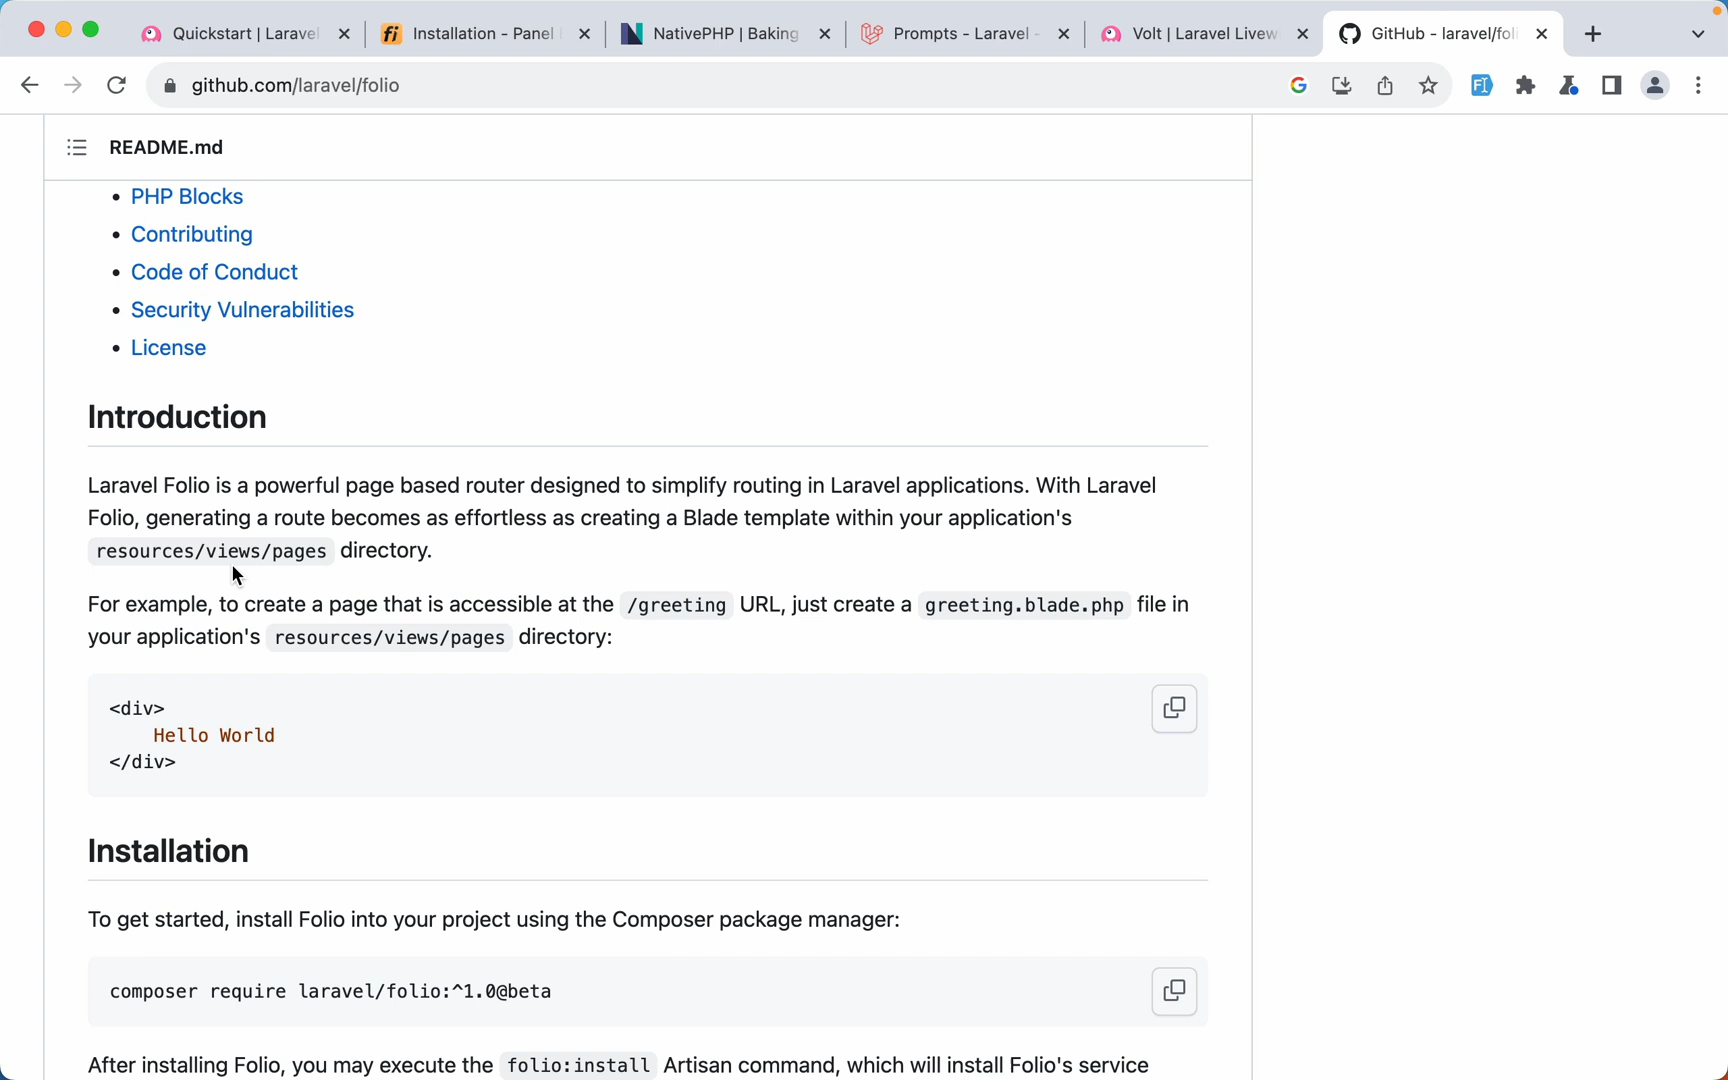 Quickstart | Laravel
Installation - Panel
NativePHP | Baking
Prompts - Laravel -
Volt | Laravel Livew
GitHub - laravel/foli
github.com/laravel/folio
README.md
PHP Blocks
Contributing
Code of Conduct
Security Vulnerabilities
License
Introduction
Laravel Folio is a powerful page based router designed to simplify routing in Laravel applications. With Laravel
Folio, generating a route becomes as effortless as creating a Blade template within your application's
resources/views/pages directory.
For example, to create a page that is accessible at the /greeting URL, just create a greeting.blade.php file in
your application's resources/views/pages directory:
<div>
Hello World
</div>
Installation
To get started, install Folio into your project using the Composer package manager:
composer require laravel/folio:^1.0@beta
After installing Folio, you may execute the folio:install Artisan command, which will install Folio's service